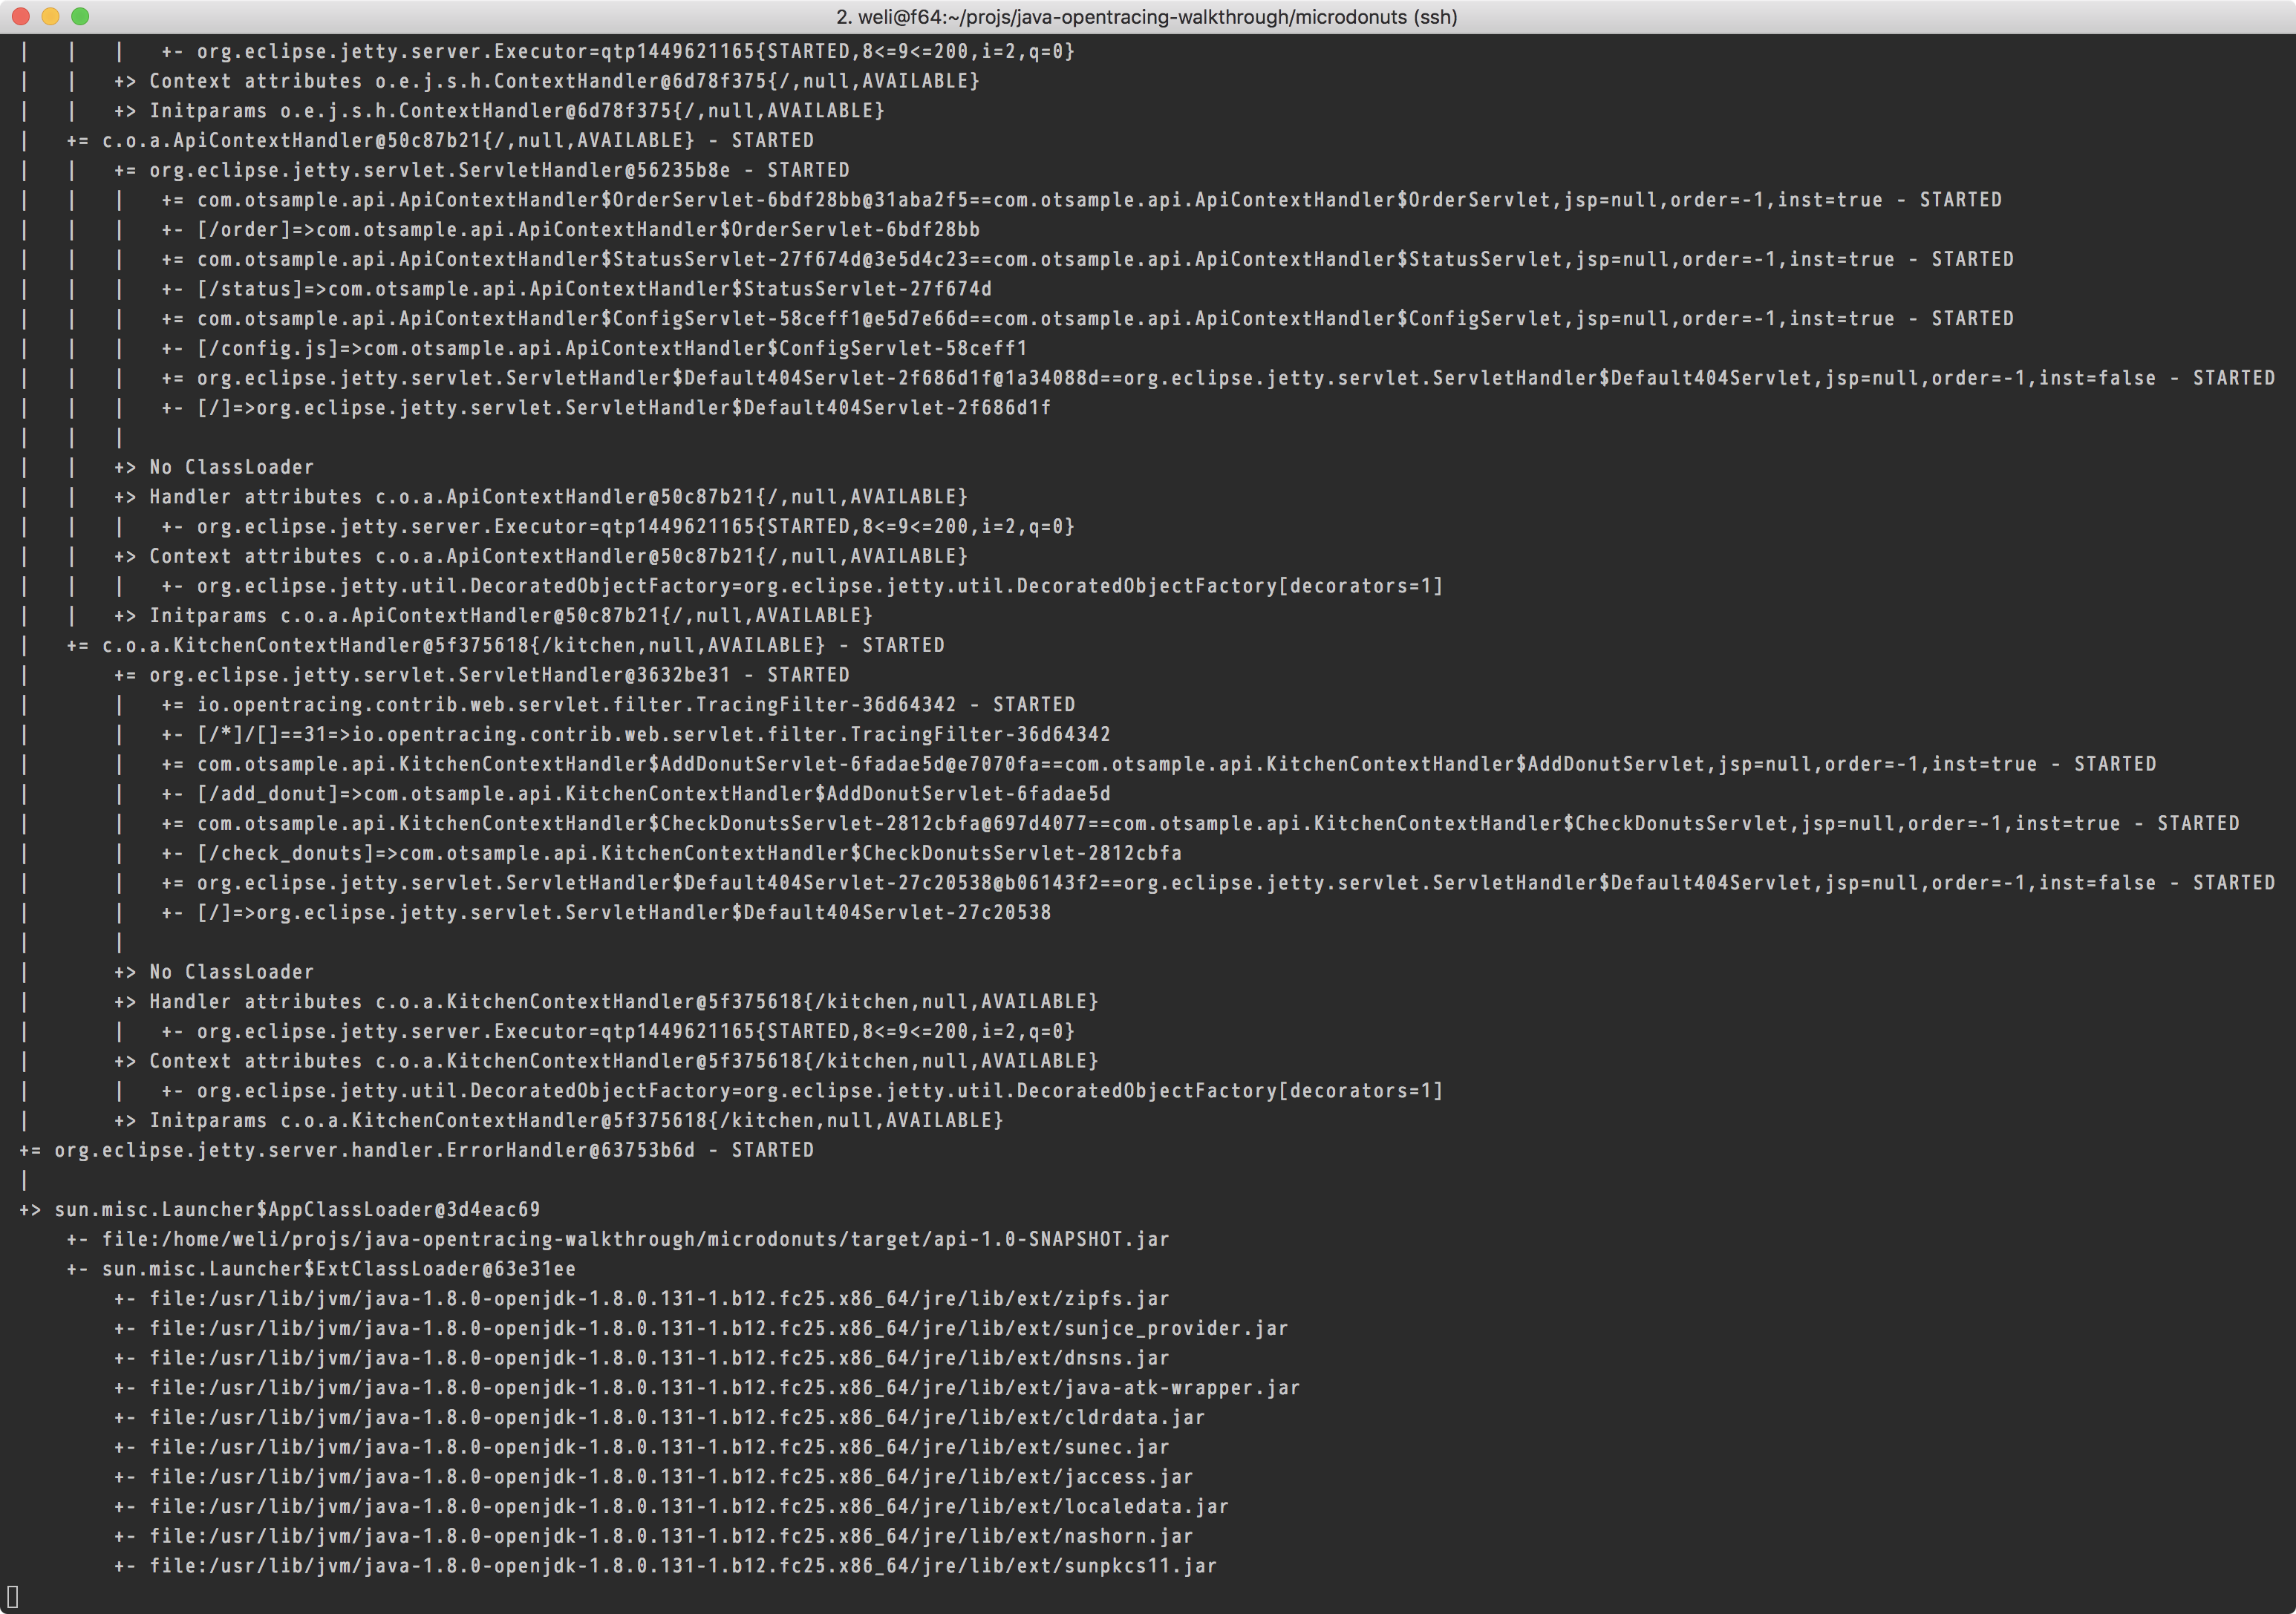 2. weli@f64:~/projs/java-opentracing-walkthrough/microdonuts (ssh)
|   |   |   +- org.eclipse.jetty.server.Executor=qtp1449621165{STARTED,8<=9<=200,i=2,q=0}
|   |   +> Context attributes o.e.j.s.h.ContextHandler@6d78f375{/,null,AVAILABLE}
|   |   +> Initparams o.e.j.s.h.ContextHandler@6d78f375{/,null,AVAILABLE}
|   += c.o.a.ApiContextHandler@50c87b21{/,null,AVAILABLE} - STARTED
|   |   += org.eclipse.jetty.servlet.ServletHandler@56235b8e - STARTED
|   |   |   += com.otsample.api.ApiContextHandler$OrderServlet-6bdf28bb@31aba2f5==com.otsample.api.ApiContextHandler$OrderServlet,jsp=null,order=-1,inst=true - STARTED
|   |   |   +- [/order]=>com.otsample.api.ApiContextHandler$OrderServlet-6bdf28bb
|   |   |   += com.otsample.api.ApiContextHandler$StatusServlet-27f674d@3e5d4c23==com.otsample.api.ApiContextHandler$StatusServlet,jsp=null,order=-1,inst=true - STARTED
|   |   |   +- [/status]=>com.otsample.api.ApiContextHandler$StatusServlet-27f674d
|   |   |   += com.otsample.api.ApiContextHandler$ConfigServlet-58ceff1@e5d7e66d==com.otsample.api.ApiContextHandler$ConfigServlet,jsp=null,order=-1,inst=true - STARTED
|   |   |   +- [/config.js]=>com.otsample.api.ApiContextHandler$ConfigServlet-58ceff1
|   |   |   += org.eclipse.jetty.servlet.ServletHandler$Default404Servlet-2f686d1f@1a34088d==org.eclipse.jetty.servlet.ServletHandler$Default404Servlet,jsp=null,order=-1,inst=false - STARTED
|   |   |   +- [/]=>org.eclipse.jetty.servlet.ServletHandler$Default404Servlet-2f686d1f
|   |   |
|   |   +> No ClassLoader
|   |   +> Handler attributes c.o.a.ApiContextHandler@50c87b21{/,null,AVAILABLE}
|   |   |   +- org.eclipse.jetty.server.Executor=qtp1449621165{STARTED,8<=9<=200,i=2,q=0}
|   |   +> Context attributes c.o.a.ApiContextHandler@50c87b21{/,null,AVAILABLE}
|   |   |   +- org.eclipse.jetty.util.DecoratedObjectFactory=org.eclipse.jetty.util.DecoratedObjectFactory[decorators=1]
|   |   +> Initparams c.o.a.ApiContextHandler@50c87b21{/,null,AVAILABLE}
|   += c.o.a.KitchenContextHandler@5f375618{/kitchen,null,AVAILABLE} - STARTED
|       += org.eclipse.jetty.servlet.ServletHandler@3632be31 - STARTED
|       |   += io.opentracing.contrib.web.servlet.filter.TracingFilter-36d64342 - STARTED
|       |   +- [/*]/[]==31=>io.opentracing.contrib.web.servlet.filter.TracingFilter-36d64342
|       |   += com.otsample.api.KitchenContextHandler$AddDonutServlet-6fadae5d@e7070fa==com.otsample.api.KitchenContextHandler$AddDonutServlet,jsp=null,order=-1,inst=true - STARTED
|       |   +- [/add_donut]=>com.otsample.api.KitchenContextHandler$AddDonutServlet-6fadae5d
|       |   += com.otsample.api.KitchenContextHandler$CheckDonutsServlet-2812cbfa@697d4077==com.otsample.api.KitchenContextHandler$CheckDonutsServlet,jsp=null,order=-1,inst=true - STARTED
|       |   +- [/check_donuts]=>com.otsample.api.KitchenContextHandler$CheckDonutsServlet-2812cbfa
|       |   += org.eclipse.jetty.servlet.ServletHandler$Default404Servlet-27c20538@b06143f2==org.eclipse.jetty.servlet.ServletHandler$Default404Servlet,jsp=null,order=-1,inst=false - STARTED
|       |   +- [/]=>org.eclipse.jetty.servlet.ServletHandler$Default404Servlet-27c20538
|       |
|       +> No ClassLoader
|       +> Handler attributes c.o.a.KitchenContextHandler@5f375618{/kitchen,null,AVAILABLE}
|       |   +- org.eclipse.jetty.server.Executor=qtp1449621165{STARTED,8<=9<=200,i=2,q=0}
|       +> Context attributes c.o.a.KitchenContextHandler@5f375618{/kitchen,null,AVAILABLE}
|       |   +- org.eclipse.jetty.util.DecoratedObjectFactory=org.eclipse.jetty.util.DecoratedObjectFactory[decorators=1]
|       +> Initparams c.o.a.KitchenContextHandler@5f375618{/kitchen,null,AVAILABLE}
+= org.eclipse.jetty.server.handler.ErrorHandler@63753b6d - STARTED
|
+> sun.misc.Launcher$AppClassLoader@3d4eac69
    +- file:/home/weli/projs/java-opentracing-walkthrough/microdonuts/target/api-1.0-SNAPSHOT.jar
    +- sun.misc.Launcher$ExtClassLoader@63e31ee
        +- file:/usr/lib/jvm/java-1.8.0-openjdk-1.8.0.131-1.b12.fc25.x86_64/jre/lib/ext/zipfs.jar
        +- file:/usr/lib/jvm/java-1.8.0-openjdk-1.8.0.131-1.b12.fc25.x86_64/jre/lib/ext/sunjce_provider.jar
        +- file:/usr/lib/jvm/java-1.8.0-openjdk-1.8.0.131-1.b12.fc25.x86_64/jre/lib/ext/dnsns.jar
        +- file:/usr/lib/jvm/java-1.8.0-openjdk-1.8.0.131-1.b12.fc25.x86_64/jre/lib/ext/java-atk-wrapper.jar
        +- file:/usr/lib/jvm/java-1.8.0-openjdk-1.8.0.131-1.b12.fc25.x86_64/jre/lib/ext/cldrdata.jar
        +- file:/usr/lib/jvm/java-1.8.0-openjdk-1.8.0.131-1.b12.fc25.x86_64/jre/lib/ext/sunec.jar
        +- file:/usr/lib/jvm/java-1.8.0-openjdk-1.8.0.131-1.b12.fc25.x86_64/jre/lib/ext/jaccess.jar
        +- file:/usr/lib/jvm/java-1.8.0-openjdk-1.8.0.131-1.b12.fc25.x86_64/jre/lib/ext/localedata.jar
        +- file:/usr/lib/jvm/java-1.8.0-openjdk-1.8.0.131-1.b12.fc25.x86_64/jre/lib/ext/nashorn.jar
        +- file:/usr/lib/jvm/java-1.8.0-openjdk-1.8.0.131-1.b12.fc25.x86_64/jre/lib/ext/sunpkcs11.jar